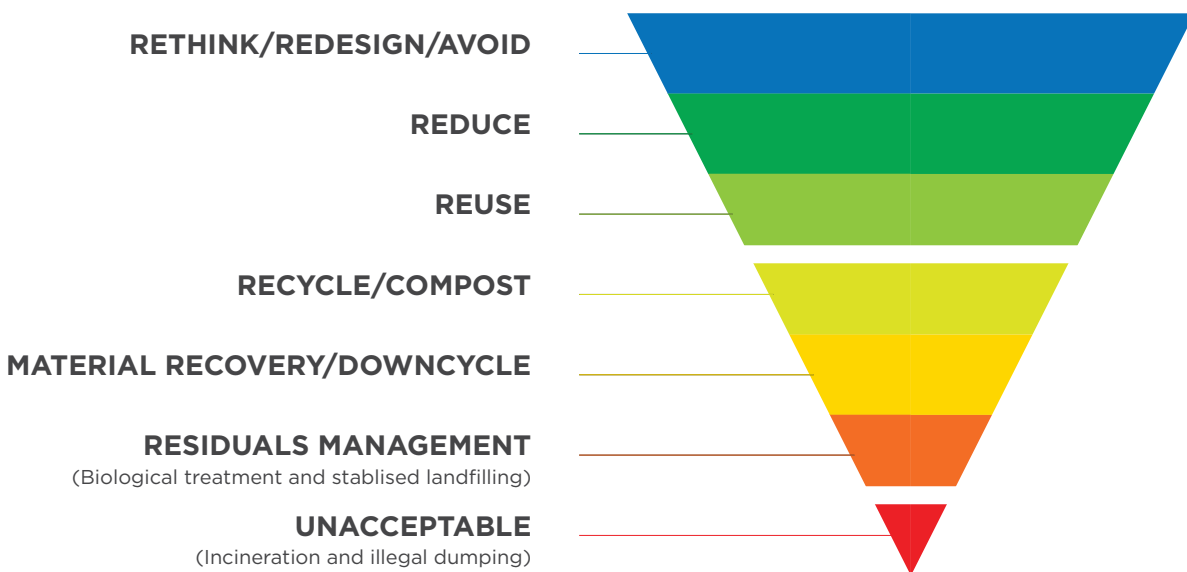 RETHINK/REDESIGN/AVOID
REDUCE
REUSE
RECYCLE/COMPOST
MATERIAL RECOVERY/DOWNCYCLE
RESIDUALS MANAGEMENT
(Biological treatment and stablised landfilling)
UNACCEPTABLE
(Incineration and illegal dumping)